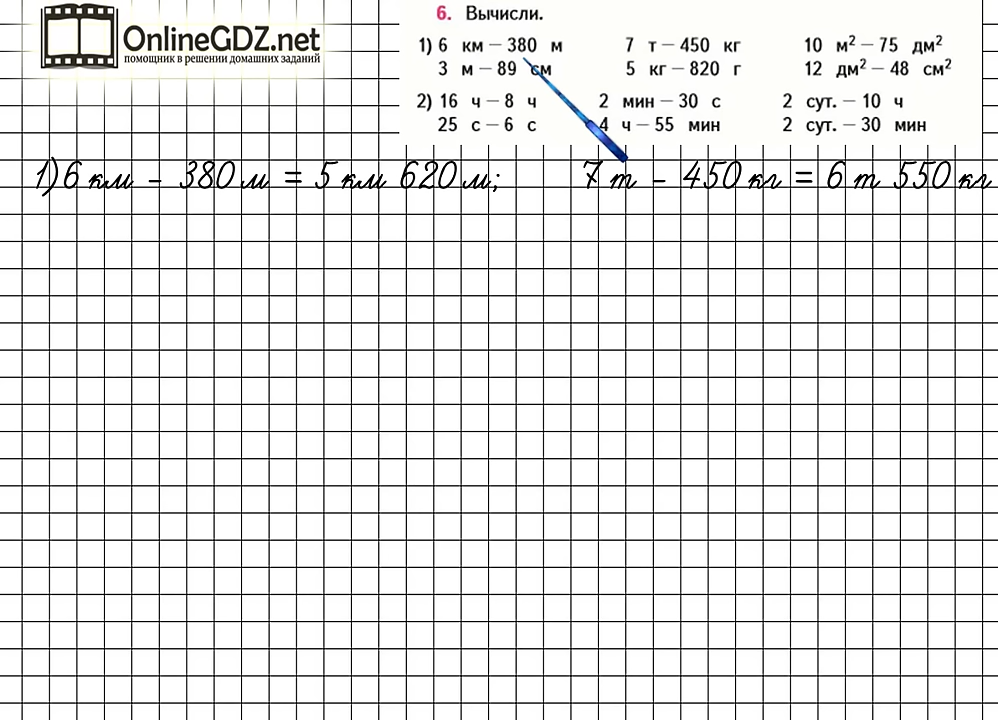 OnlineGDZ.net
помощник в решении домашних заданий
6. Вычисли.
1) 6 км – 380 м 7 т – 450 кг 10 м² – 75 дм²
3 м – 89 см 5 кг – 820 г 12 дм² – 48 см²
2) 16 ч – 8 ч 2 мин – 30 с 2 сут. – 10 ч
25 с – 6 с 4 ч – 55 мин 2 сут. – 30 мин
1) 6 км – 380 м = 5 км 620 м; 7 т – 450 кг = 6 т 550 кг